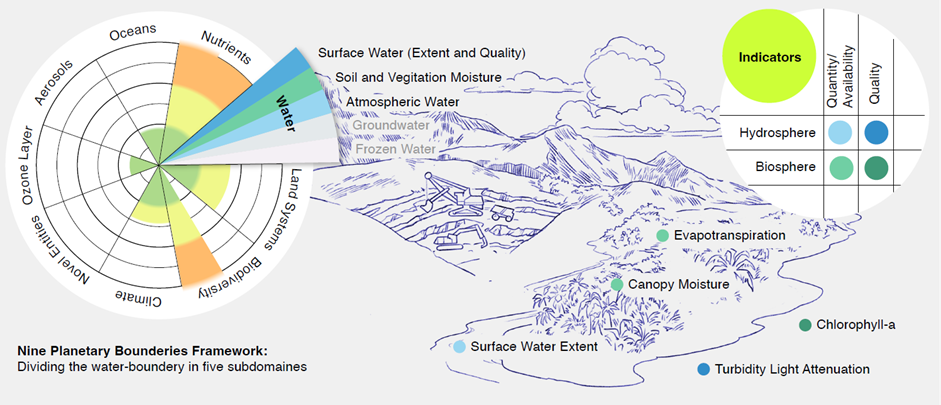 Oceans
Nutrients
Aerosols
Ozone Layer
Novel Entities
Climate
Biodiversity
Land Systems
Water
Surface Water (Extent and Quality)
Soil and Vegitation Moisture
Atmospheric Water
Groundwater
Frozen Water
Indicators
Quantity/
Availability
Quality
Hydrosphere
Biosphere
Evapotranspiration
Canopy Moisture
Chlorophyll-a
Surface Water Extent
Turbidity Light Attenuation
Nine Planetary Bounderies Framework:
Dividing the water-boundery in five subdomaines